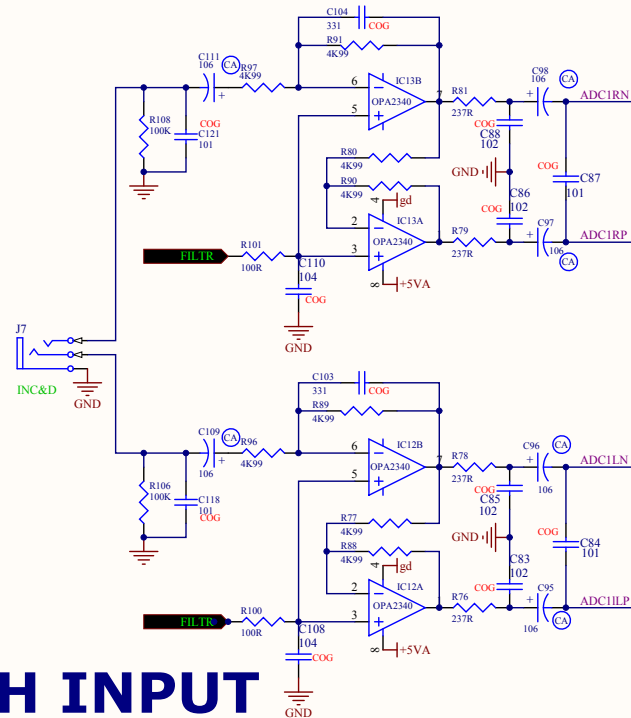 C104
331
COG
R91
4K99
C111
106
CA
R97
4K99
6
IC13B
7
OPA2340
5
R81
237R
C98
106
CA
ADC1RN
R108
100K
COG
C121
101
COG
C88
102
R80
4K99
GND
COG
C87
101
R90
4K99
4
gd
C86
102
COG
2
IC13A
OPA2340
R79
237R
C97
106
CA
ADC1RP
FILTR
R101
100R
3
C110
104
COG
8
+5VA
GND
J7
INC&D
GND
C103
331
COG
R89
4K99
C109
106
CA
R96
4K99
6
IC12B
7
OPA2340
5
R78
237R
C96
106
CA
ADC1LN
R106
100K
C118
101
COG
COG
C85
102
R77
4K99
GND
COG
C84
101
R88
4K99
4
gd
C83
102
COG
2
IC12A
OPA2340
R76
237R
C95
106
CA
ADC1LP
FILTR
R100
100R
3
C108
104
COG
8
+5VA
GND
H INPUT